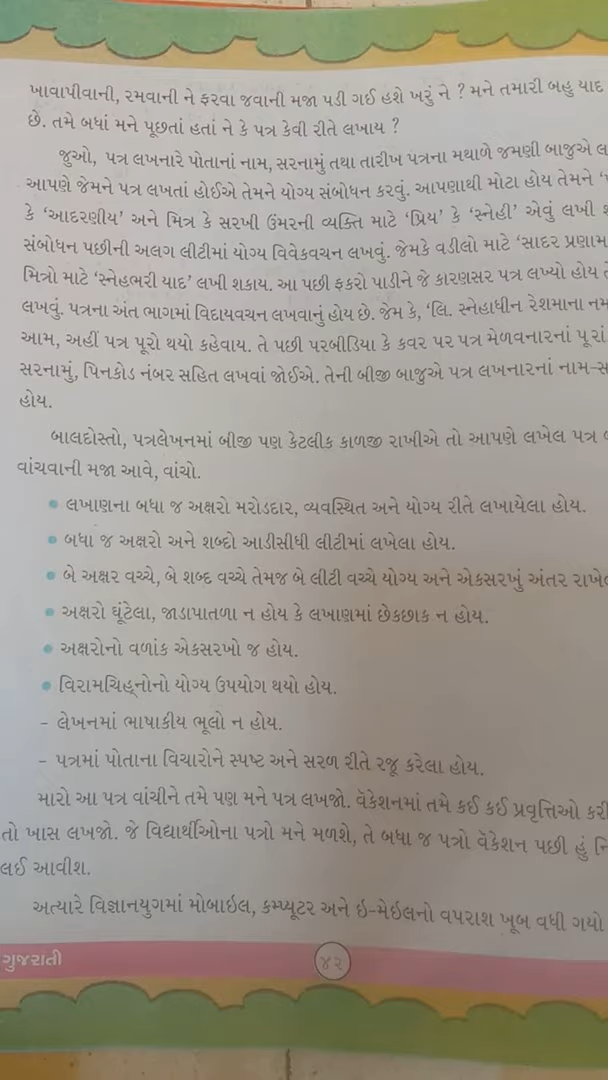 ખાવાપીવાની, રમવાની ને ફરવા જવાની મજા પડી ગઈ હશે ખરું ને ? મને તમારી બહુ યાદ
છે. તમે બધાં મને પૂછતાં હતાં ને કે પત્ર કેવી રીતે લખાય ?
જુઓ, પત્ર લખનારે પોતાનાં નામ, સરનામું તથા તારીખ પત્રના મથાળે જમણી બાજુએ
આપણે જેમને પત્ર લખતાં હોઈએ તેમને યોગ્ય સંબોધન કરવું. આપણાથી મોટા હોય તેમને
કે ‘આદરણીય’ અને મિત્ર કે સરખી ઉંમરની વ્યક્તિ માટે ‘પ્રિય’ કે ‘સ્નેહી’ એવું લખી
સંબોધન પછીની અલગ લીટીમાં યોગ્ય વિવેકવચન લખવું. જેમકે વડીલો માટે ‘સાદર પ્રણામ
મિત્રો માટે ‘સ્નેહભરી યાદ’ લખી શકાય. આ પછી ફકરો પાડીને જે કારણસર પત્ર લખ્યો હોય
લખવું. પત્રના અંત ભાગમાં વિદાયવચન લખવાનું હોય છે. જેમ કે, ‘લિ. સ્નેહાધીન રેશમાના
આમ, અહીં પત્ર પૂરો થયો કહેવાય. તે પછી પરબીડિયા કે કવર પર પત્ર મેળવનારનાં પૂરાં
સરનામું, પિનકોડ નંબર સહિત લખવાં જોઈએ. તેની બીજી બાજુએ પત્ર લખનારનાં
હોય.
બાલદોસ્તો, પત્રલેખનમાં બીજી પણ કેટલીક કાળજી રાખીએ તો આપણે લખેલ પત્ર
વાંચવાની મજા આવે, વાંચો.
• લખાણના બધા જ અક્ષરો મરોડદાર, વ્યવસ્થિત અને યોગ્ય રીતે લખાયેલા હોય.
• બધા જ અક્ષરો અને શબ્દો આડીસીધી લીટીમાં લખેલા હોય.
• બે અક્ષર વચ્ચે, બે શબ્દ વચ્ચે તેમજ બે લીટી વચ્ચે યોગ્ય અને એકસરખું અંતર
• અક્ષરો ઘૂંટેલા, જાડાપાતળા ન હોય કે લખાણમાં છેકછાક ન હોય.
• અક્ષરોનો વળાંક એકસરખો જ હોય.
• વિરામચિહ્નોનો યોગ્ય ઉપયોગ થયો હોય.
- લેખનમાં ભાષાકીય ભૂલો ન હોય.
- પત્રમાં પોતાના વિચારોને સ્પષ્ટ અને સરળ રીતે રજૂ કરેલા હોય.
મારો આ પત્ર વાંચીને તમે પણ મને પત્ર લખજો. વૅકેશનમાં તમે કઈ કઈ પ્રવૃત્તિઓ કરી
તો ખાસ લખજો. જે વિદ્યાર્થીઓના પત્રો મને મળશે, તે બધા જ પત્રો વૅકેશન પછી હું
લઈ આવીશ.
અત્યારે વિજ્ઞાનયુગમાં મોબાઇલ, કમ્પ્યૂટર અને ઇ-મેઇલનો વપરાશ ખૂબ વધી ગયો
ગુજરાતી
૪૨